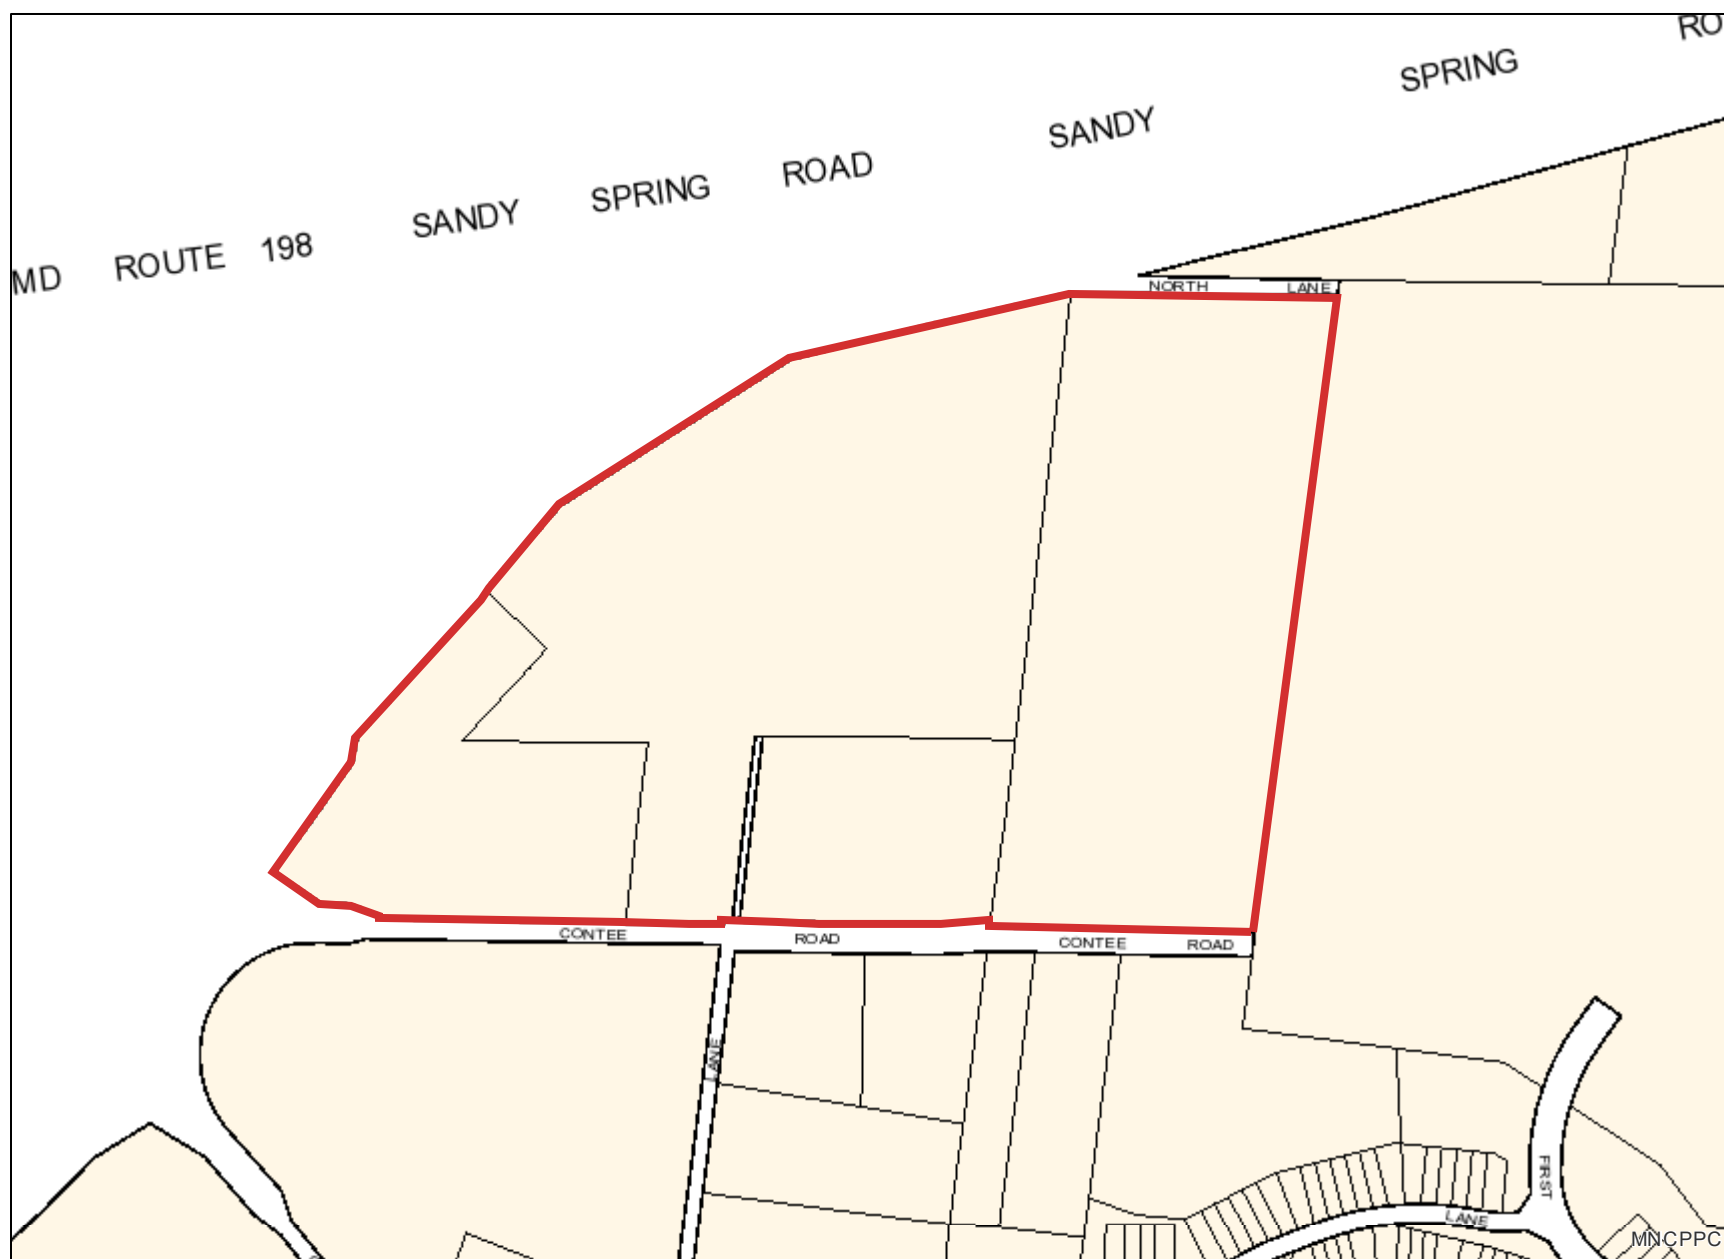 MD ROUTE 198 SANDY SPRING ROAD SANDY SPRING RO
NORTH LANE
CONTEE ROAD CONTEE ROAD
LANE
FIRST
LANE
MNCPPC